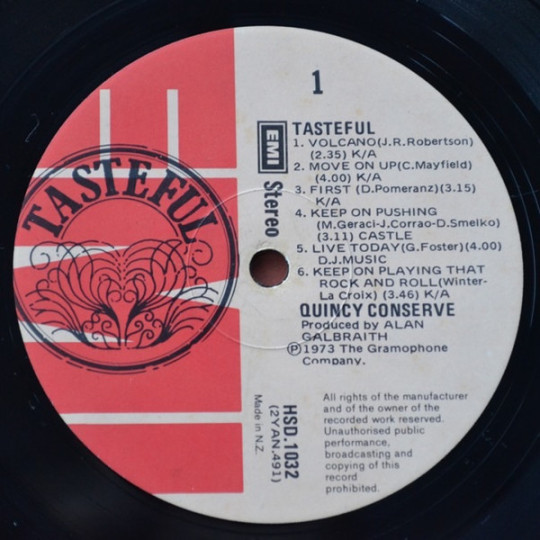 1
TASTEFUL
EMI
Stereo
TASTEFUL
1. VOLCANO(J.R.Robertson)
(2.35) K/A
2. MOVE ON UP(C.Mayfield)
(4.00) K/A
3. FIRST (D.Pomeranz)(3.15)
K/A
4. KEEP ON PUSHING
(M.Geraci-J.Corrao-D.Smelko)
(3.11) CASTLE
5. LIVE TODAY(G.Foster)(4.00)
D.J.MUSIC
6. KEEP ON PLAYING THAT
ROCK AND ROLL(Winter-
La Croix) (3.46) K/A
QUINCY CONSERVE
Produced by ALAN
GALBRAITH
Ⓟ1973 The Gramophone
Company.
HSD.1032
(2YAN.491)
Made in N.Z.
All rights of the manufacturer
and of the owner of the
recorded work reserved.
Unauthorised public
performance,
broadcasting and
copying of this
record
prohibited.